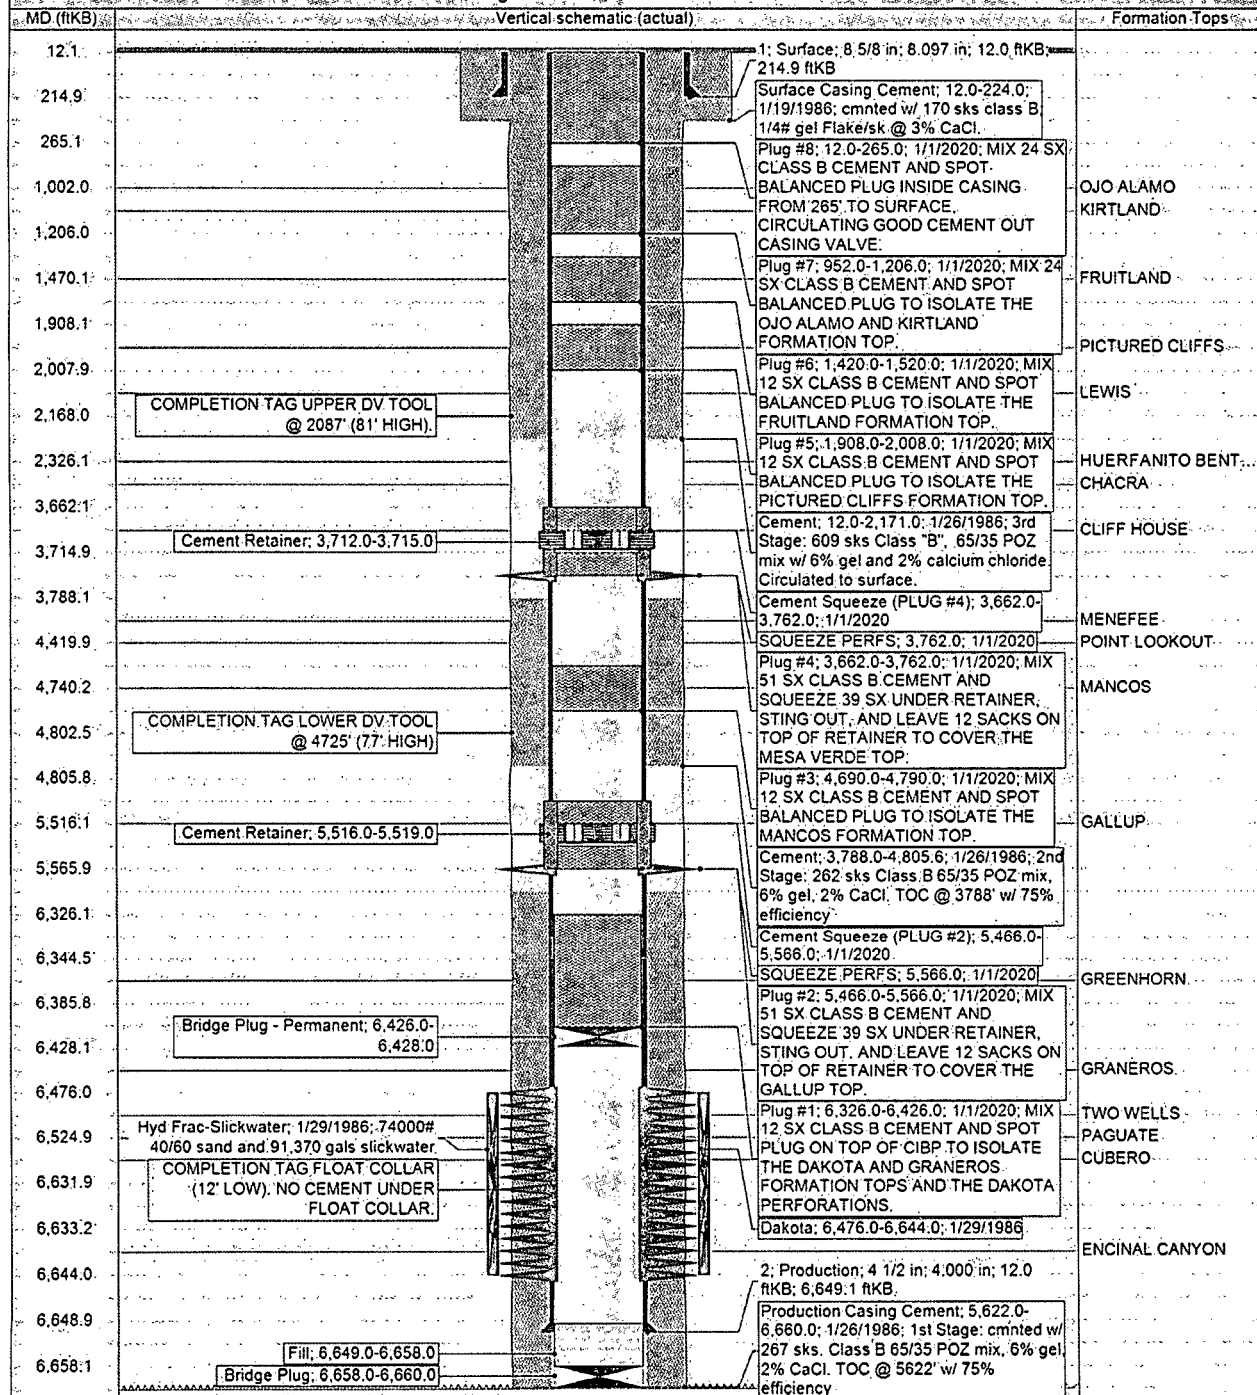 MD (ftKB)
Vertical schematic (actual)
Formation Tops
12.1
214.9
265.1
1,002.0
1,206.0
1,470.1
1,908.1
2,007.9
2,168.0
2,326.1
3,662.1
3,714.9
3,788.1
4,419.9
4,740.2
4,802.5
4,805.8
5,516.1
5,565.9
6,326.1
6,344.5
6,385.8
6,428.1
6,476.0
6,524.9
6,631.9
6,633.2
6,644.0
6,648.9
6,658.1
COMPLETION TAG UPPER DV TOOL
@ 2087' (81' HIGH).
Cement Retainer; 3,712.0-3,715.0
COMPLETION TAG LOWER DV TOOL
@ 4725' (77' HIGH)
Cement Retainer; 5,516.0-5,519.0
Bridge Plug - Permanent; 6,426.0-
6,428.0
Hyd Frac-Slickwater; 1/29/1986; 74000#
40/60 sand and 91,370 gals slickwater
COMPLETION TAG FLOAT COLLAR
(12' LOW). NO CEMENT UNDER
FLOAT COLLAR.
Fill; 6,649.0-6,658.0
Bridge Plug; 6,658.0-6,660.0
1; Surface; 8 5/8 in; 8.097 in; 12.0 ftKB;
214.9 ftKB
Surface Casing Cement; 12.0-224.0;
1/19/1986; cmnted w/ 170 sks class B,
1/4# gel Flake/sk @ 3% CaCl.
Plug #8; 12.0-265.0; 1/1/2020; MIX 24 SX
CLASS B CEMENT AND SPOT
BALANCED PLUG INSIDE CASING
FROM 265' TO SURFACE,
CIRCULATING GOOD CEMENT OUT
CASING VALVE.
Plug #7; 952.0-1,206.0; 1/1/2020; MIX 24
SX CLASS B CEMENT AND SPOT
BALANCED PLUG TO ISOLATE THE
OJO ALAMO AND KIRTLAND
FORMATION TOP.
Plug #6; 1,420.0-1,520.0; 1/1/2020; MIX
12 SX CLASS B CEMENT AND SPOT
BALANCED PLUG TO ISOLATE THE
FRUITLAND FORMATION TOP.
Plug #5; 1,908.0-2,008.0; 1/1/2020; MIX
12 SX CLASS B CEMENT AND SPOT
BALANCED PLUG TO ISOLATE THE
PICTURED CLIFFS FORMATION TOP.
Cement; 12.0-2,171.0; 1/26/1986; 3rd
Stage: 609 sks Class "B", 65/35 POZ
mix w/ 6% gel and 2% calcium chloride.
Circulated to surface.
Cement Squeeze (PLUG #4); 3,662.0-
3,762.0; 1/1/2020
SQUEEZE PERFS; 3,762.0; 1/1/2020
Plug #4; 3,662.0-3,762.0; 1/1/2020; MIX
51 SX CLASS B CEMENT AND
SQUEEZE 39 SX UNDER RETAINER,
STING OUT, AND LEAVE 12 SACKS ON
TOP OF RETAINER TO COVER THE
MESA VERDE TOP.
Plug #3; 4,690.0-4,790.0; 1/1/2020; MIX
12 SX CLASS B CEMENT AND SPOT
BALANCED PLUG TO ISOLATE THE
MANCOS FORMATION TOP.
Cement; 3,788.0-4,805.6; 1/26/1986; 2nd
Stage: 262 sks Class B 65/35 POZ mix,
6% gel, 2% CaCl. TOC @ 3788' w/ 75%
efficiency
Cement Squeeze (PLUG #2); 5,466.0-
5,566.0; 1/1/2020
SQUEEZE PERFS; 5,566.0; 1/1/2020
Plug #2; 5,466.0-5,566.0; 1/1/2020; MIX
51 SX CLASS B CEMENT AND
SQUEEZE 39 SX UNDER RETAINER,
STING OUT, AND LEAVE 12 SACKS ON
TOP OF RETAINER TO COVER THE
GALLUP TOP.
Plug #1; 6,326.0-6,426.0; 1/1/2020; MIX
12 SX CLASS B CEMENT AND SPOT
PLUG ON TOP OF CIBP TO ISOLATE
THE DAKOTA AND GRANEROS
FORMATION TOPS AND THE DAKOTA
PERFORATIONS.
Dakota; 6,476.0-6,644.0; 1/29/1986
2; Production; 4 1/2 in; 4.000 in; 12.0
ftKB; 6,649.1 ftKB
Production Casing Cement; 5,622.0-
6,660.0; 1/26/1986; 1st Stage: cmnted w/
267 sks. Class B 65/35 POZ mix, 6% gel,
2% CaCl. TOC @ 5622' w/ 75%
efficiency
OJO ALAMO
KIRTLAND
FRUITLAND
PICTURED CLIFFS
LEWIS
HUERFANITO BENT...
CHACRA
CLIFF HOUSE
MENEFEE
POINT LOOKOUT
MANCOS
GALLUP
GREENHORN
GRANEROS
TWO WELLS
PAGUATE
CUBERO
ENCINAL CANYON